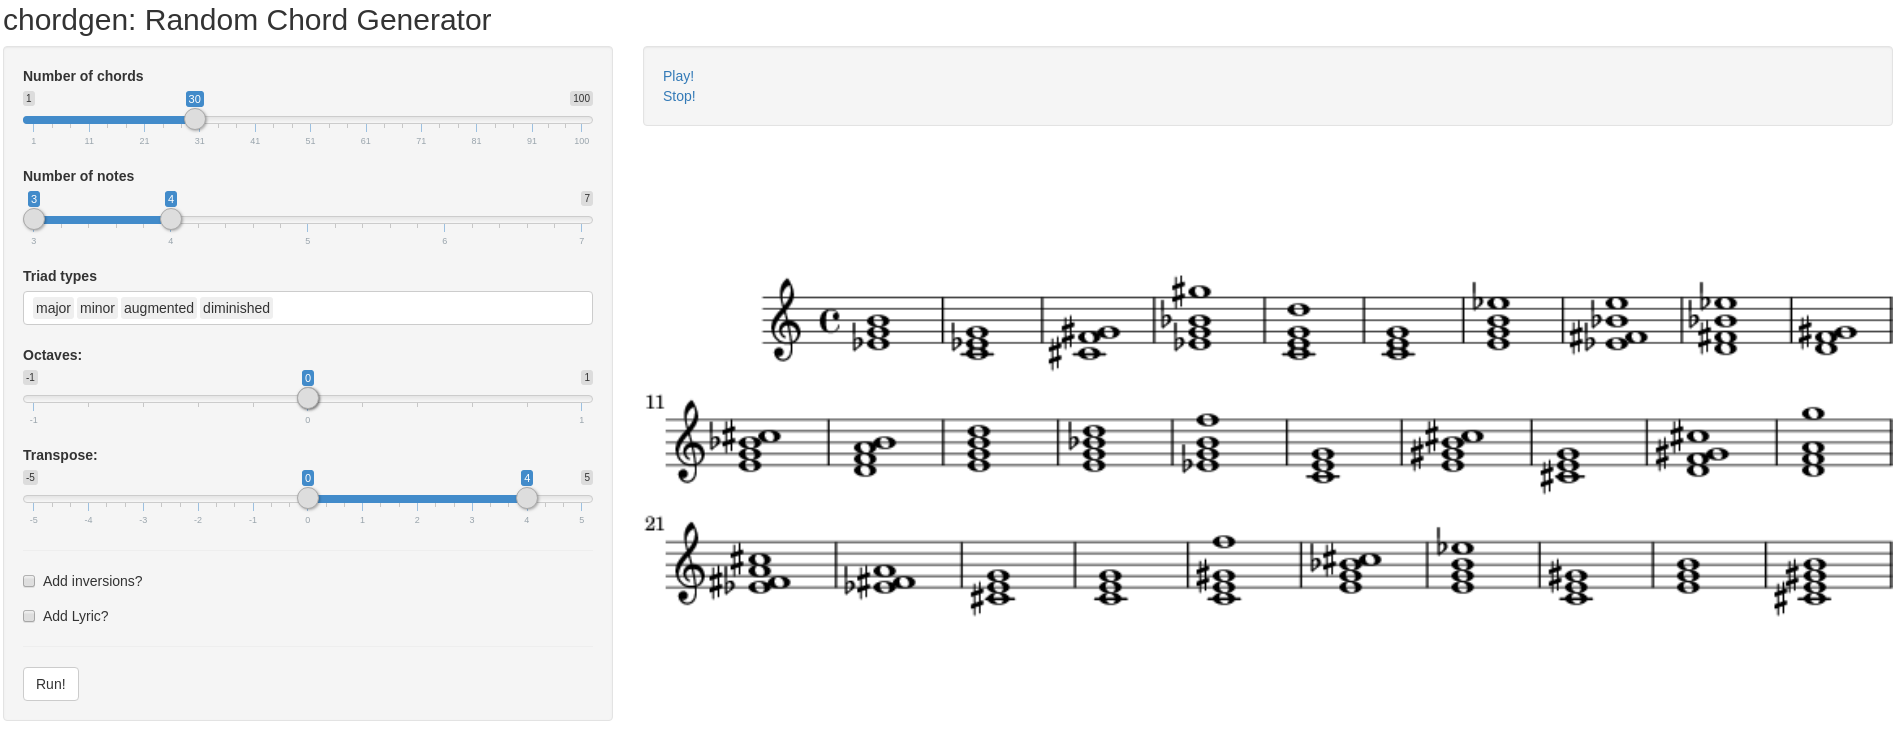 chordgen: Random Chord Generator
Number of chords
1 30 100
1 11 21 31 41 51 61 71 81 91 100
Number of notes
3 4 7
3 4 5 6 7
Triad types
major minor augmented diminished
Octaves:
-1 0 1
-1 0 1
Transpose:
-5 0 4 5
-5 -4 -3 -2 -1 0 1 2 3 4 5
Add inversions?
Add Lyric?
Run!
Play!
Stop!
11
21